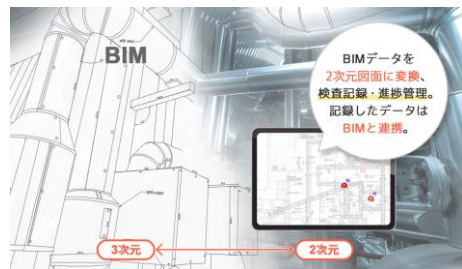 BIM
BIMデータを
2次元図面に変換、
検査記録・進捗管理。
記録したデータは
BIMと連携。
3次元
2次元